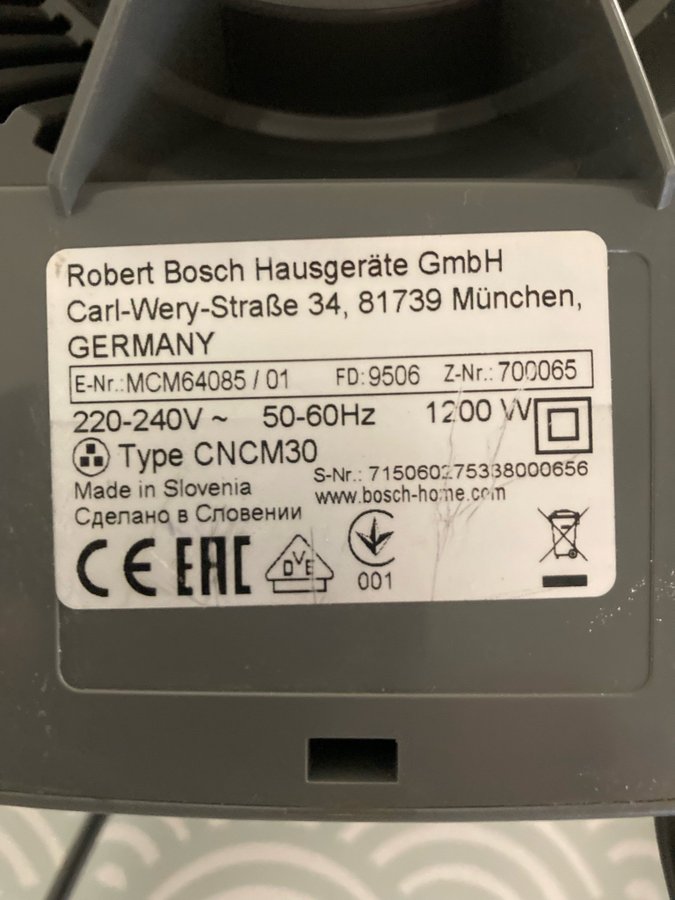 Robert Bosch Hausgeräte GmbH
Carl-Wery-Straße 34, 81739 München,
GERMANY
E-Nr.:MCM64085 / 01 FD: 9506 Z-Nr.: 700065
220-240V ~ 50-60Hz 1200 W
Type CNCM30
S-Nr.: 715060275338000656
Made in Slovenia
www.bosch-home.com
Сделано в Словении
CE EAC DVE 001